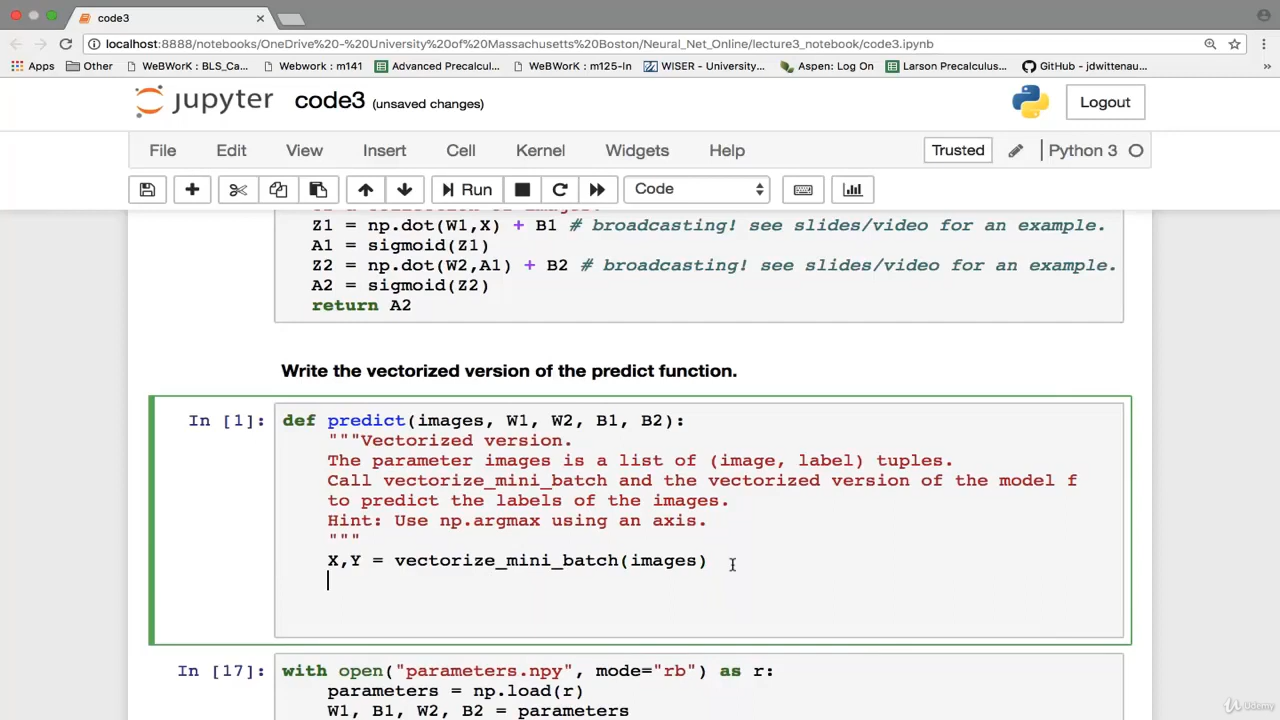 code3
localhost:8888/notebooks/OneDrive%20-%20University%20of%20Massachusetts%20Boston/Neural_Net_Online/lecture3_notebook/code3.ipynb
Apps Other WeBWorK : BLS_Ca... Webwork : m141 Advanced Precalcul... WeBWorK : m125-ln WISER - University... Aspen: Log On Larson Precalculus... GitHub - jdwittenau... »
jupyter code3 (unsaved changes) Logout
File Edit View Insert Cell Kernel Widgets Help Trusted Python 3
Run Code
Z1 = np.dot(W1,X) + B1 # broadcasting! see slides/video for an example.
A1 = sigmoid(Z1)
Z2 = np.dot(W2,A1) + B2 # broadcasting! see slides/video for an example.
A2 = sigmoid(Z2)
return A2
Write the vectorized version of the predict function.
In [1]: def predict(images, W1, W2, B1, B2):
"""Vectorized version.
The parameter images is a list of (image, label) tuples.
Call vectorize_mini_batch and the vectorized version of the model f
to predict the labels of the images.
Hint: Use np.argmax using an axis.
"""
X,Y = vectorize_mini_batch(images)
In [17]: with open("parameters.npy", mode="rb") as r:
parameters = np.load(r)
W1, B1, W2, B2 = parameters
Udemy